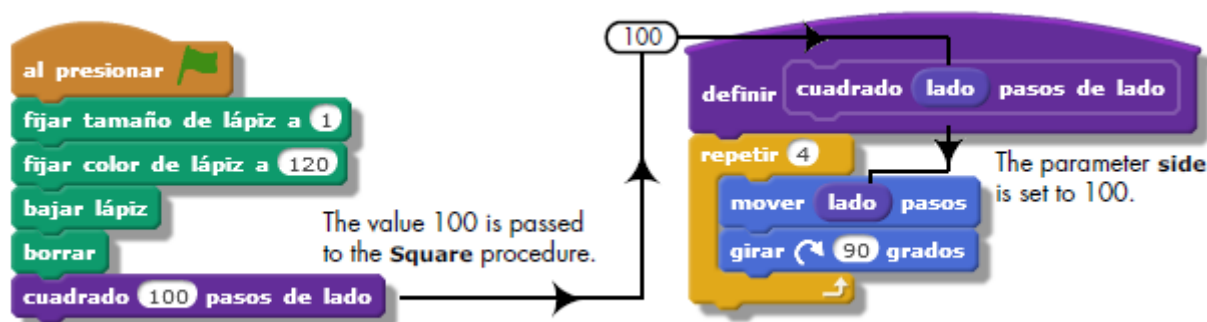 al presionar
fijar tamaño de lápiz a 1
fijar color de lápiz a 120
bajar lápiz
borrar
cuadrado 100 pasos de lado
The value 100 is passed
to the Square procedure.
100
definir cuadrado lado pasos de lado
repetir 4
mover lado pasos
girar 90 grados
The parameter side
is set to 100.